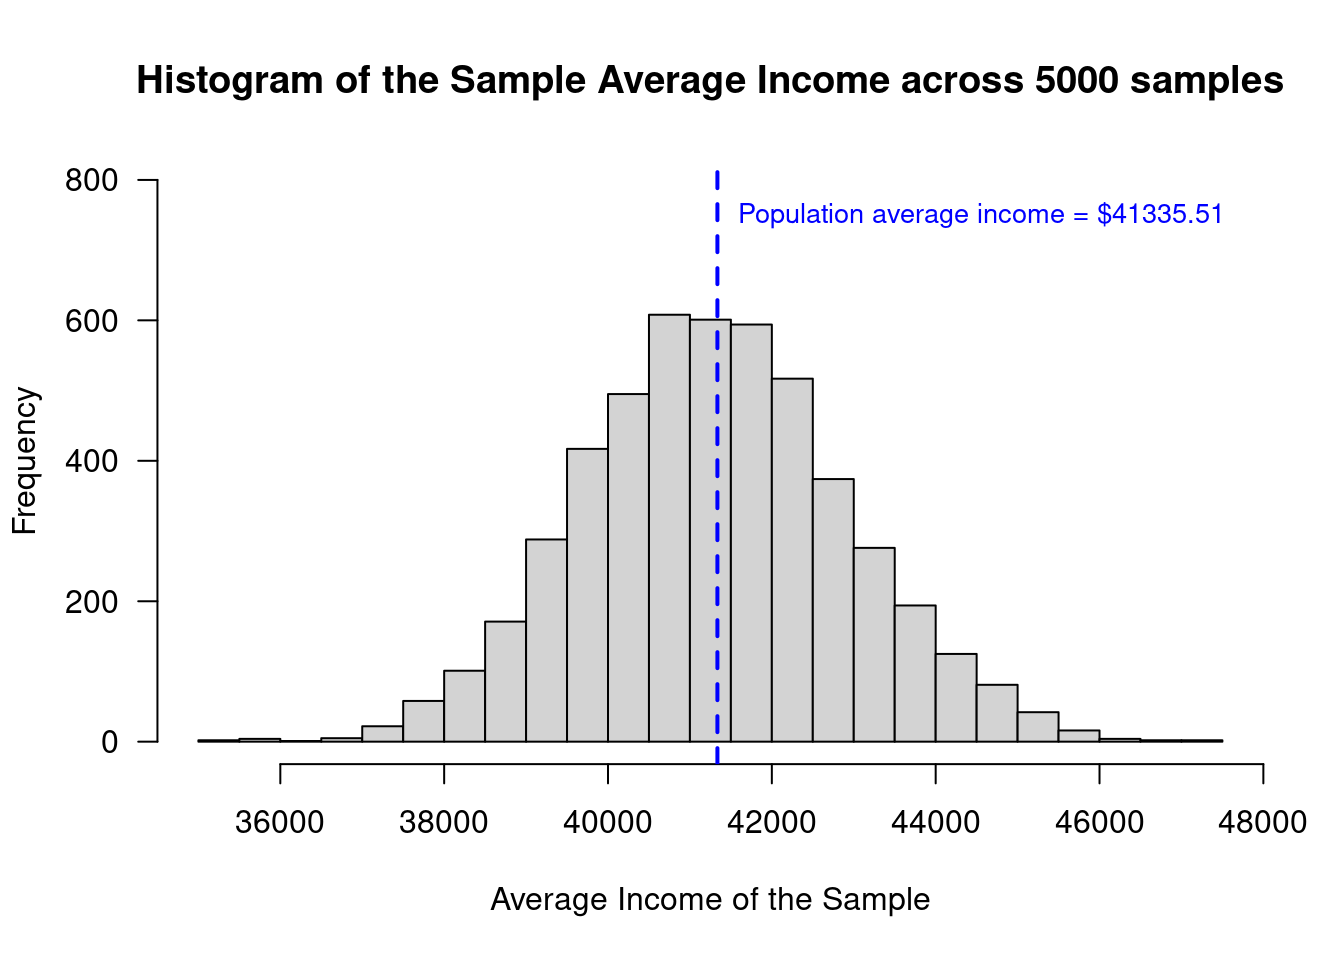 Histogram of the Sample Average Income across 5000 samples
800
Population average income = $41335.51
600
400
200
0
Frequency
36000 38000 40000 42000 44000 46000 48000
Average Income of the Sample